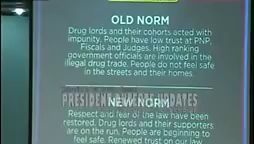 OLD NORM
Drug lords and their cohorts acted with
impunity. People have low trust at PNP,
Fiscals and Judges. High ranking
government officials are involved in the
illegal drug trade. People do not feel safe
in the streets and their homes.
PRESIDENT DUTERTE UPDATES
NEW NORM
Respect and fear of the law have been
restored. Drug lords and their supporters
are on the run. People are beginning to
feel safe. Renewed trust on our law